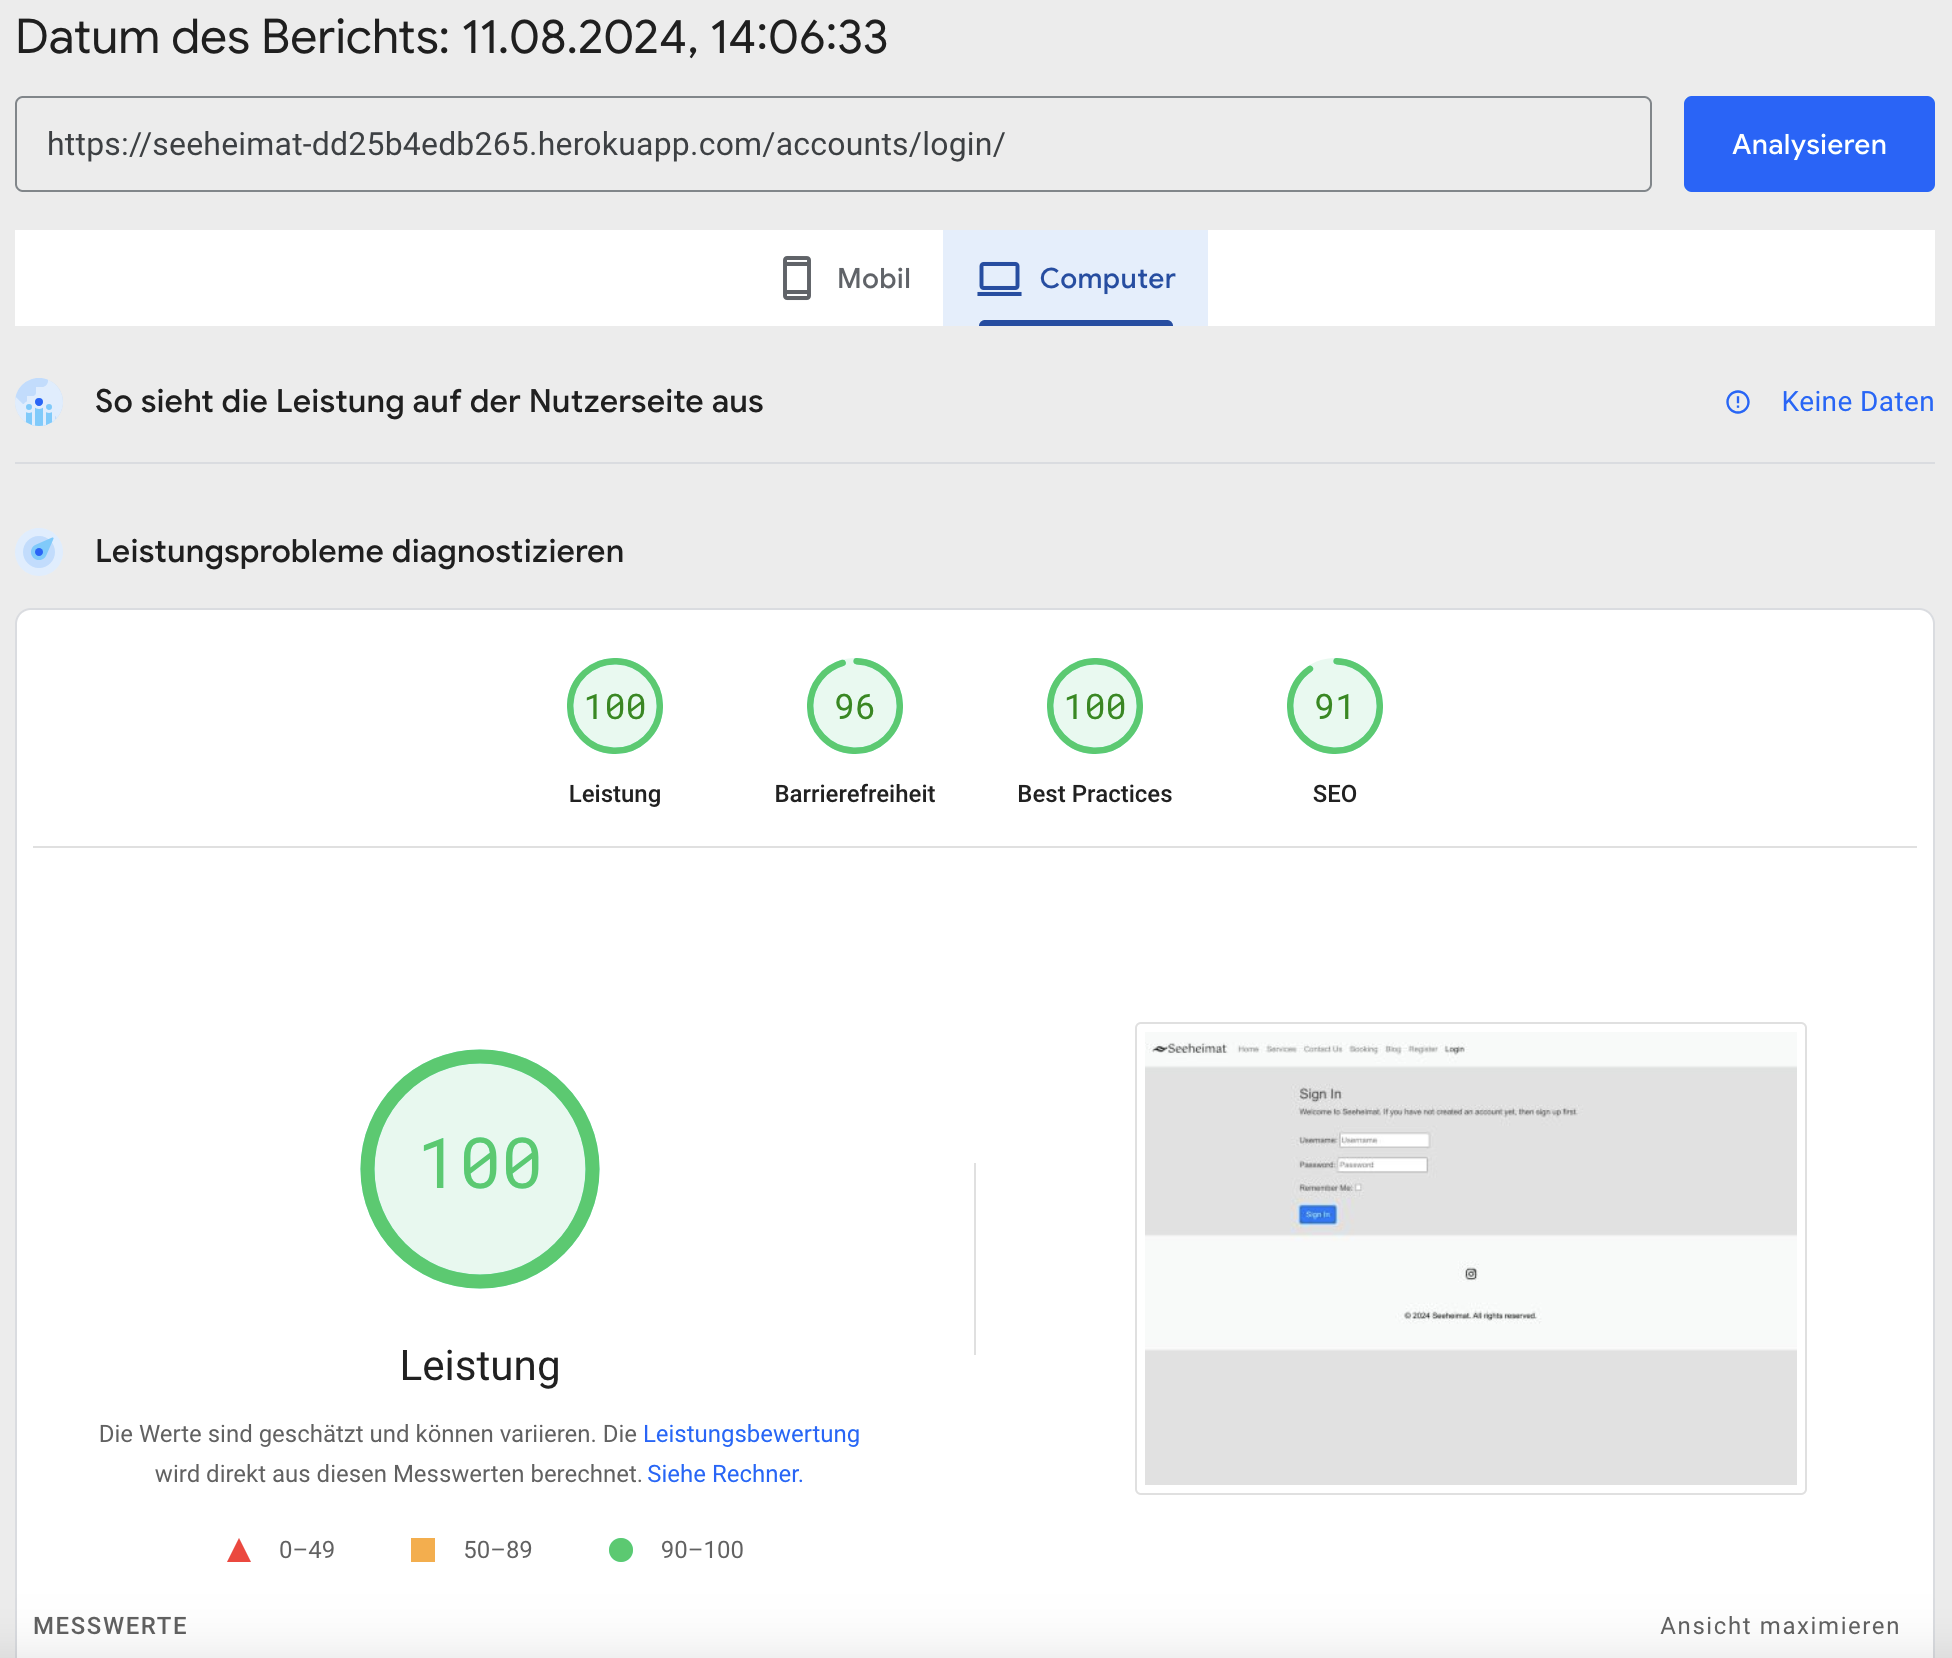 Datum des Berichts: 11.08.2024, 14:06:33
https://seeheimat-dd25b4edb265.herokuapp.com/accounts/login/
Analysieren
Mobil
Computer
So sieht die Leistung auf der Nutzerseite aus
Keine Daten
Leistungsprobleme diagnostizieren
100
Leistung
96
Barrierefreiheit
100
Best Practices
91
SEO
100
Leistung
Die Werte sind geschätzt und können variieren. Die Leistungsbewertung
wird direkt aus diesen Messwerten berechnet. Siehe Rechner.
0–49
50–89
90–100
Seeheimat Home Services Contact Us Booking Blog Register Login
Sign In
Welcome to Seeheimat. If you have not created an account yet, then sign up first.
Username: Username
Password: Password
Remember Me:
Sign In
© 2024 Seeheimat. All rights reserved.
MESSWERTE
Ansicht maximieren